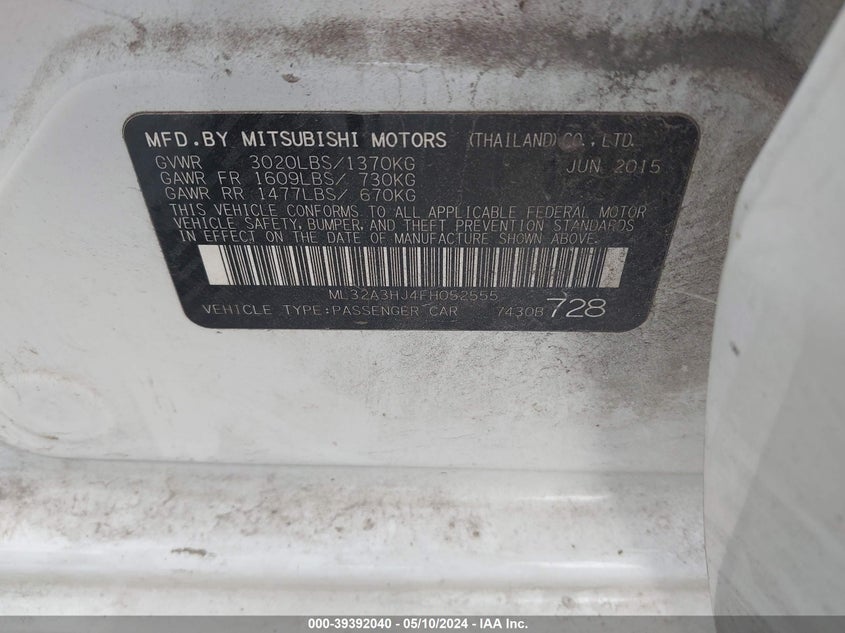 MFD.BY MITSUBISHI MOTORS (THAILAND) CO.,LTD.
GVWR 3020LBS/1370KG JUN 2015
GAWR FR 1609LBS/ 730KG
GAWR RR 1477LBS/ 670KG
THIS VEHICLE CONFORMS TO ALL APPLICABLE FEDERAL MOTOR
VEHICLE SAFETY, BUMPER, AND THEFT PREVENTION STANDARDS
IN EFFECT ON THE DATE OF MANUFACTURE SHOWN ABOVE.
ML32A3HJ4FH052555
VEHICLE TYPE:PASSENGER CAR 7430B 728
000-39392040 - 05/10/2024 - IAA Inc.